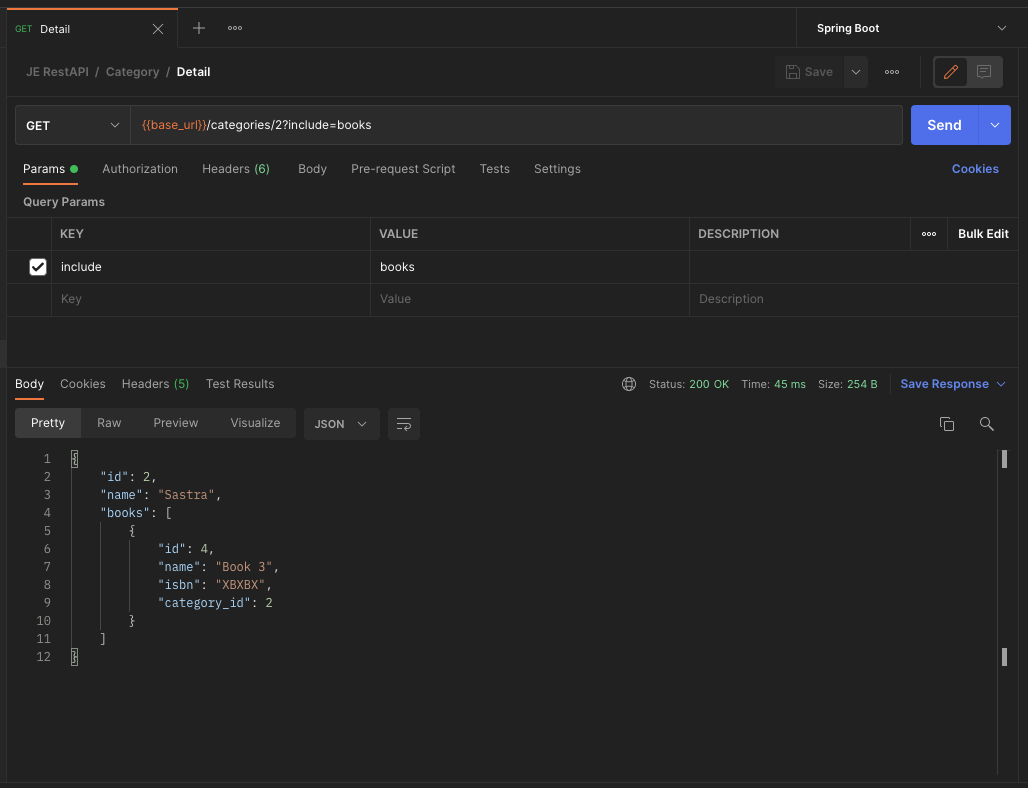 GET Detail
Spring Boot
JE RestAPI / Category / Detail
Save
GET {{base_url}}/categories/2?include=books Send
Params Authorization Headers (6) Body Pre-request Script Tests Settings Cookies
Query Params
KEY VALUE DESCRIPTION Bulk Edit
include books
Key Value Description
Body Cookies Headers (5) Test Results Status: 200 OK Time: 45 ms Size: 254 B Save Response
Pretty Raw Preview Visualize JSON
1 {
2 "id": 2,
3 "name": "Sastra",
4 "books": [
5 {
6 "id": 4,
7 "name": "Book 3",
8 "isbn": "XBXBX",
9 "category_id": 2
10 }
11 ]
12 }